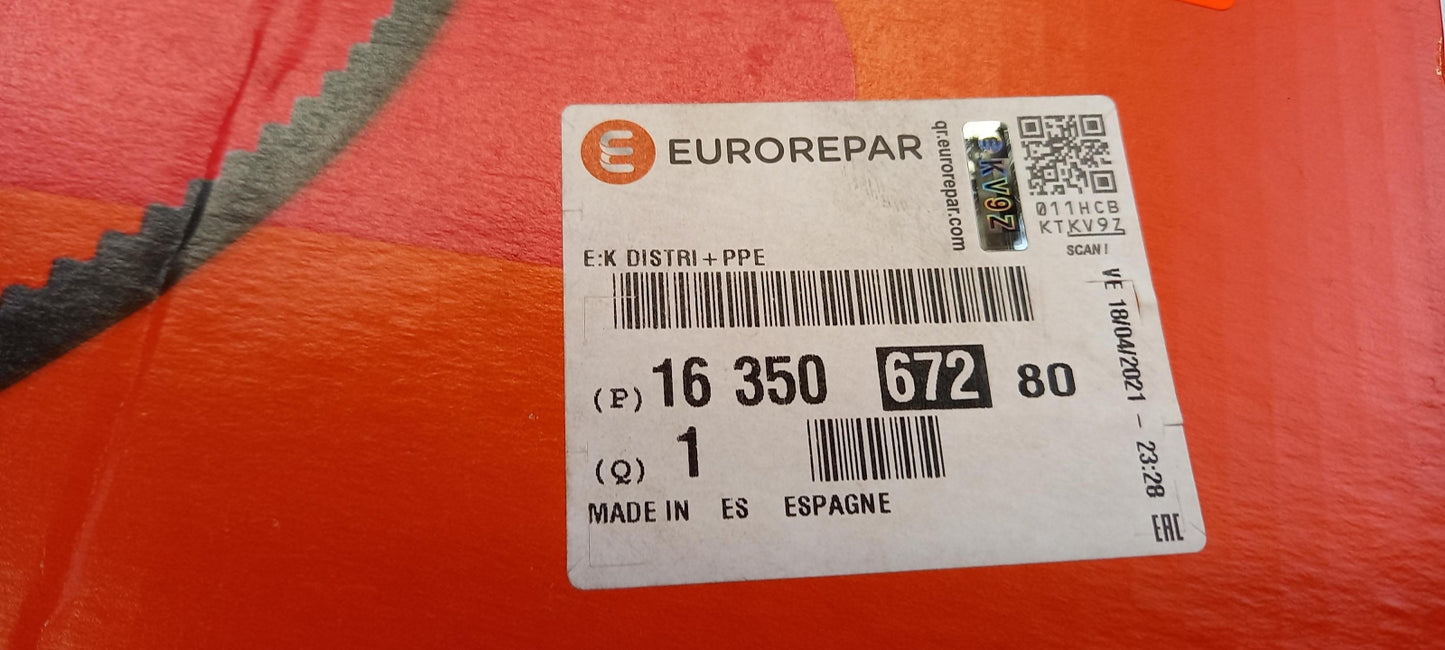 EUROREPAR
qr.eurorepar.com
EKV9Z
011HCB
KTKV9Z
SCAN!
E:K DISTRI+PPE
(P) 16 350 672 80
(Q) 1
MADE IN ES ESPAGNE
VE 18/04/2021 - 23:28
EAC